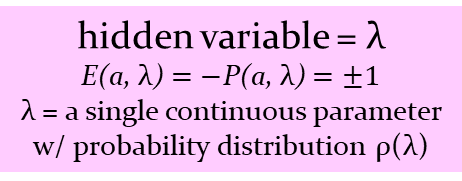 hidden variable = λ
E(a, λ) = −P(a, λ) = ±1
λ = a single continuous parameter
w/ probability distribution ρ(λ)